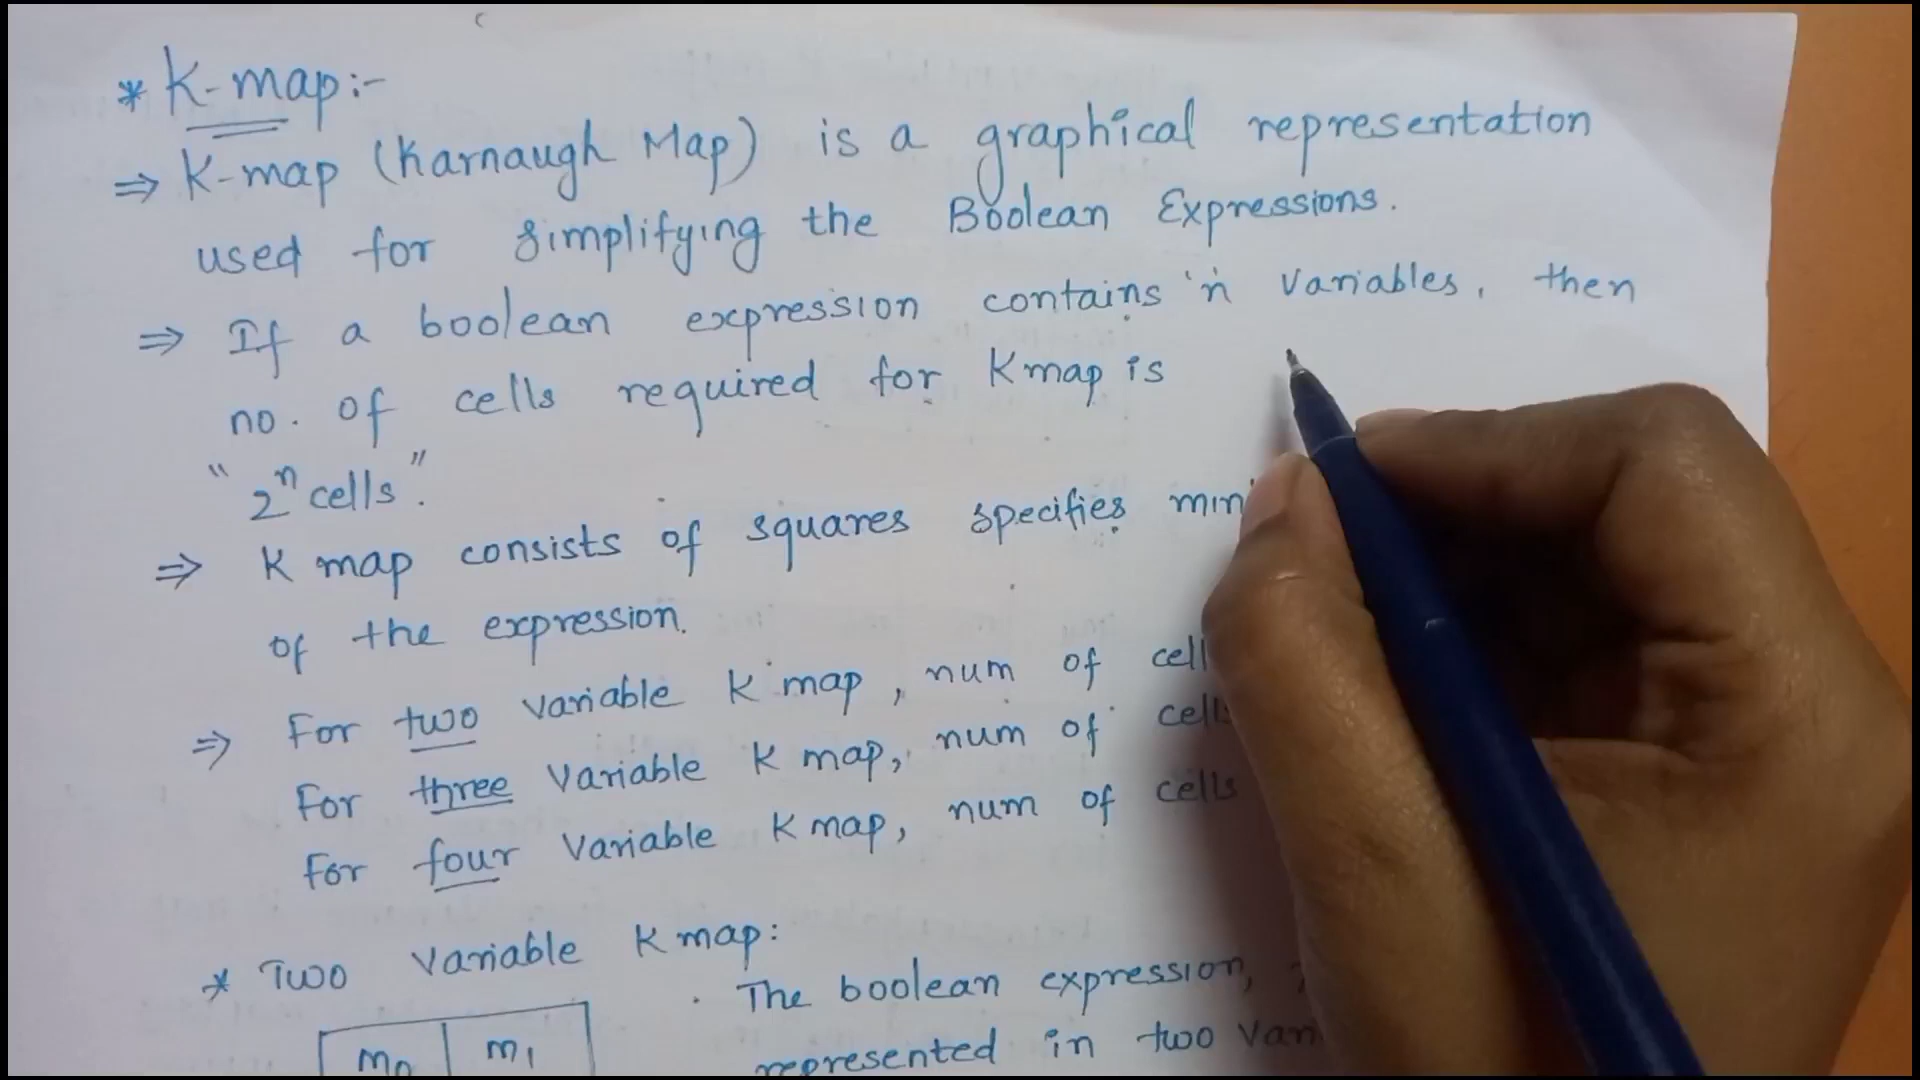 * K-map:-
⇒ K-map (Karnaugh Map) is a graphical representation
used for simplifying the Boolean Expressions.
⇒ If a boolean expression contains 'n' variables, then
no. of cells required for Kmap is
"2ⁿ cells".
⇒ K map consists of squares specifies
of the expression.
⇒ For two variable K map, num of
For three variable K map, num of
For four variable K map, num of cells
* Two variable K map:
The boolean expression,
represented in two
m0 m1